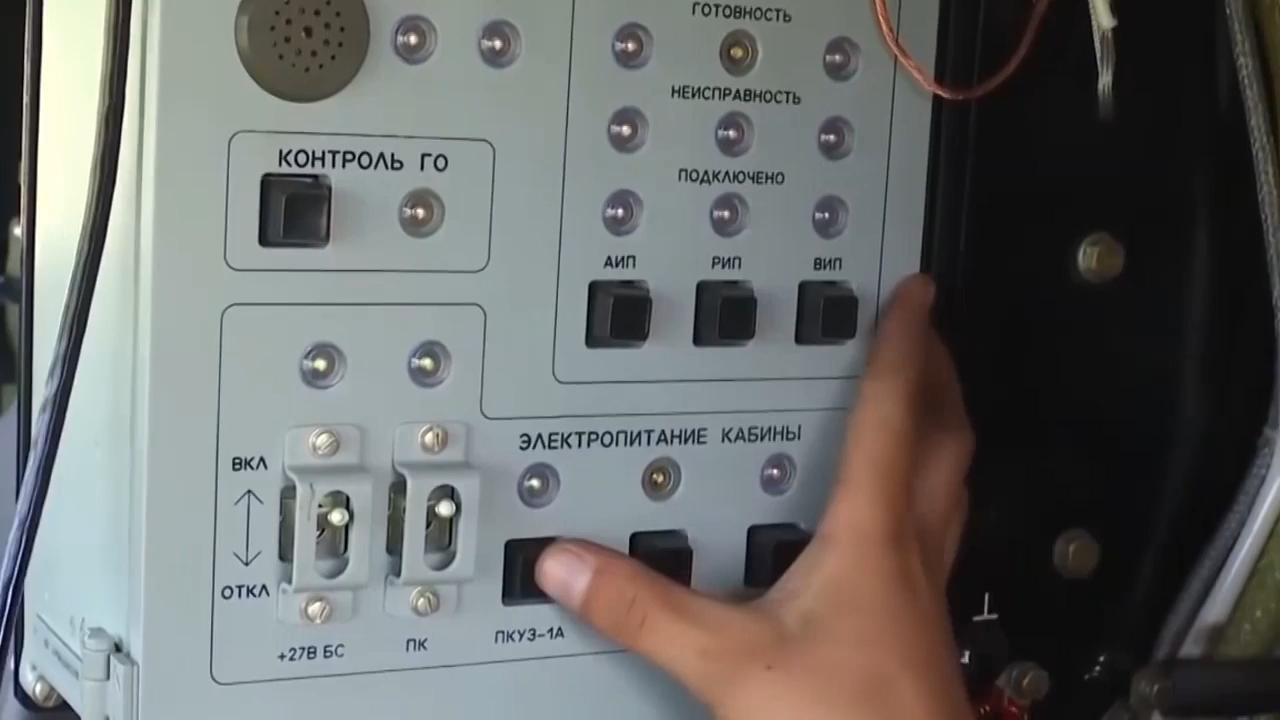 ГОТОВНОСТЬ
НЕИСПРАВНОСТЬ
КОНТРОЛЬ ГО
ПОДКЛЮЧЕНО
АИП РИП ВИП
ЭЛЕКТРОПИТАНИЕ КАБИНЫ
ВКЛ
ОТКЛ
+27В БС
ПК
ПКУЗ-1А